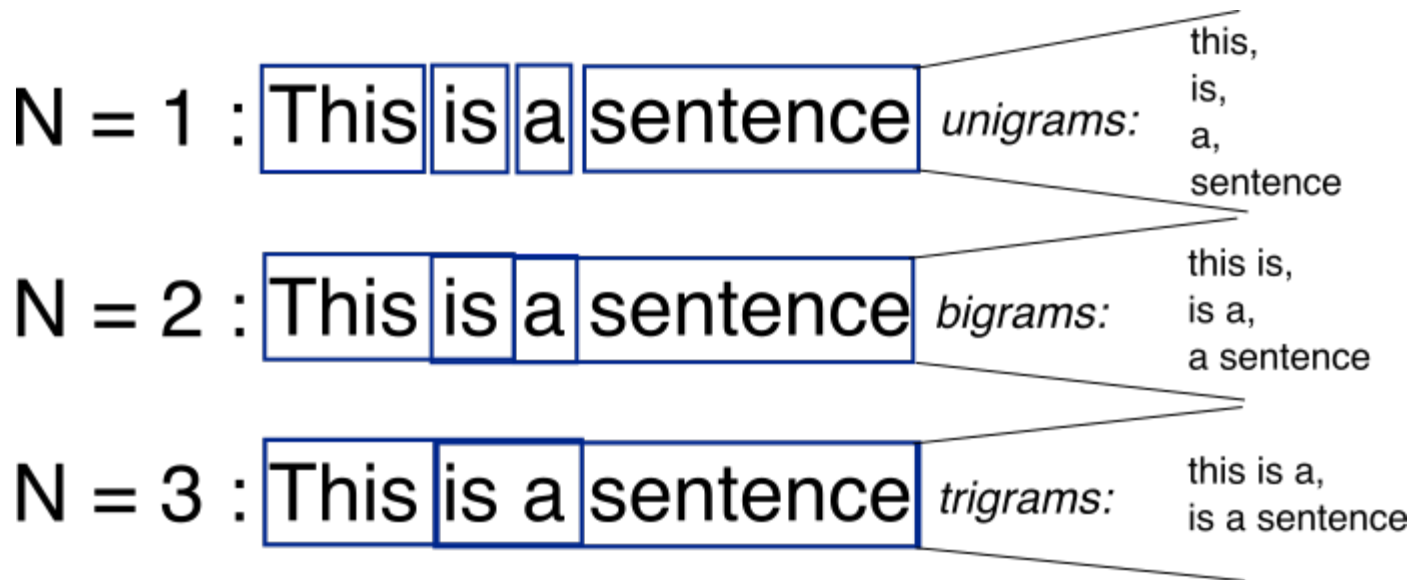 N = 1 : This is a sentence unigrams:
this,
is,
a,
sentence
N = 2 : This is a sentence bigrams:
this is,
is a,
a sentence
N = 3 : This is a sentence trigrams:
this is a,
is a sentence